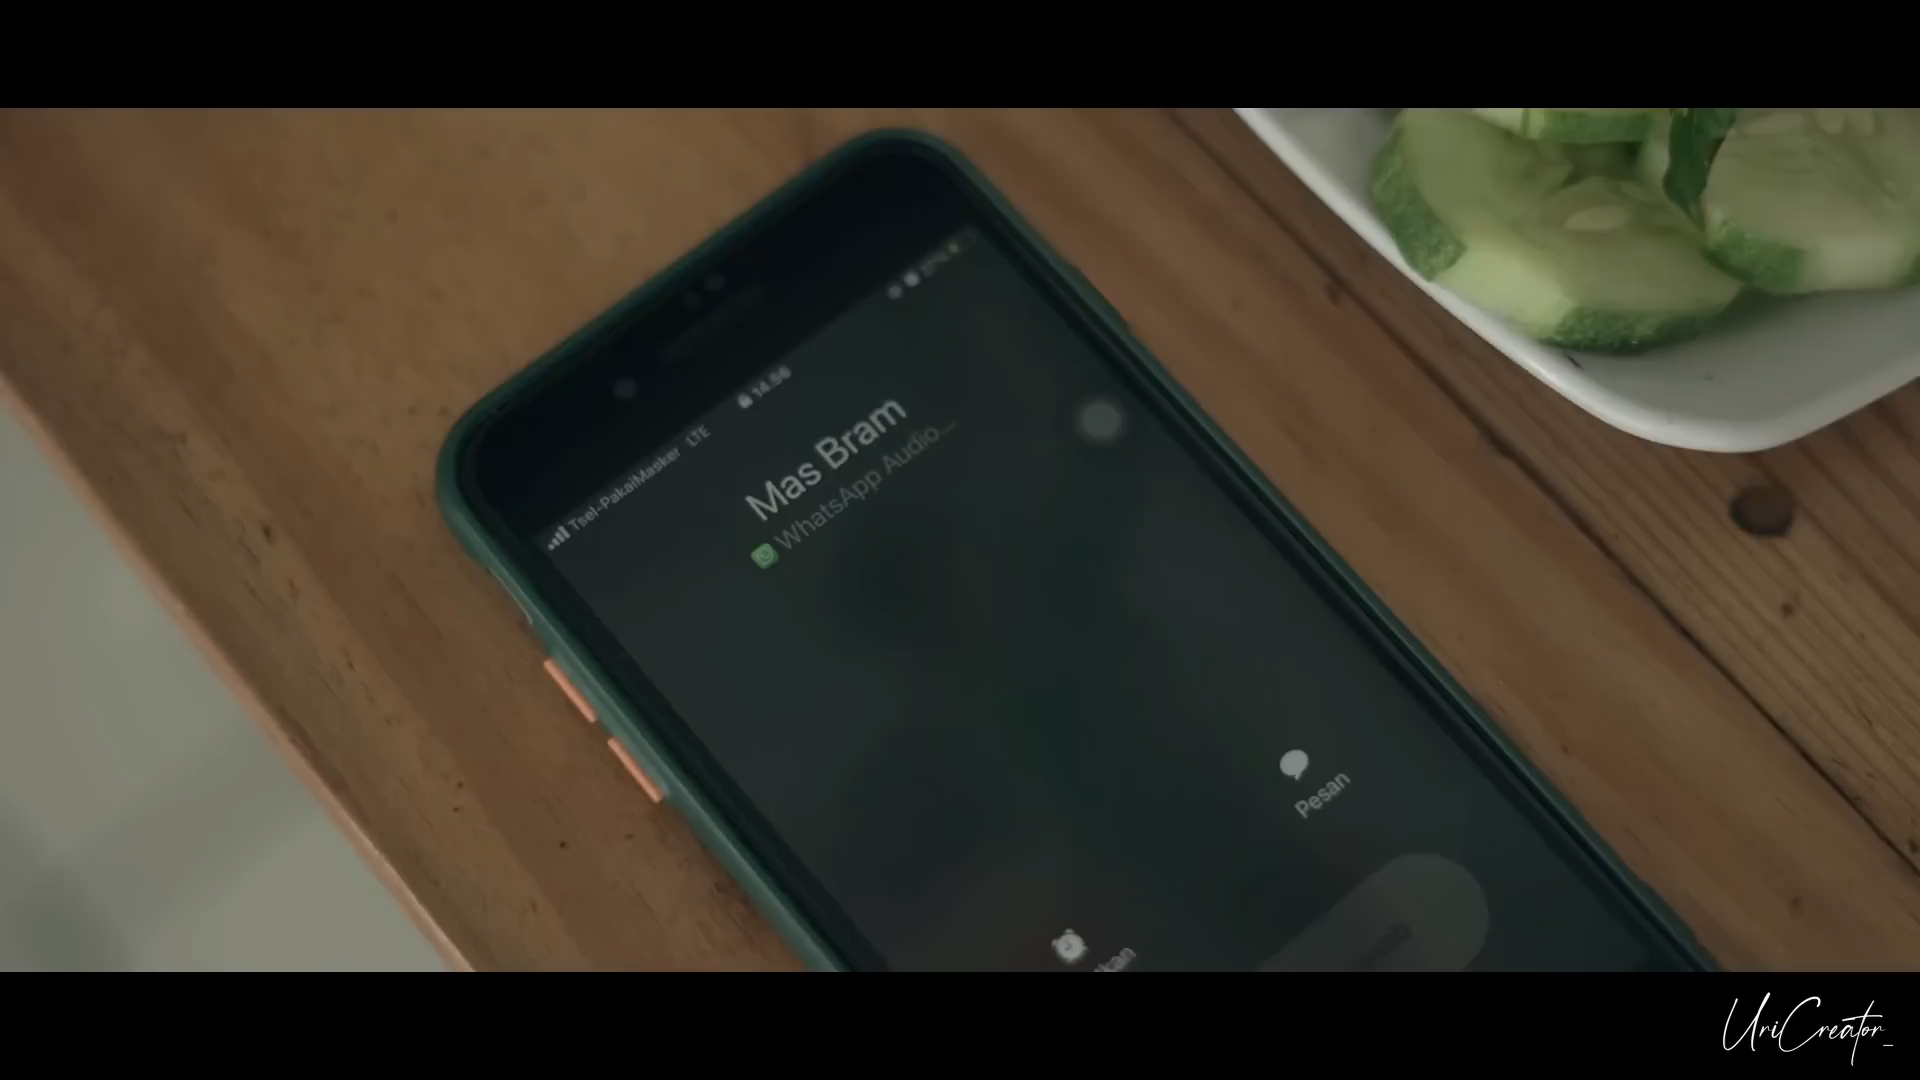 Tsel-PakaiMasker LTE
14.56
Mas Bram
WhatsApp Audio...
Pesan
UriCreator_